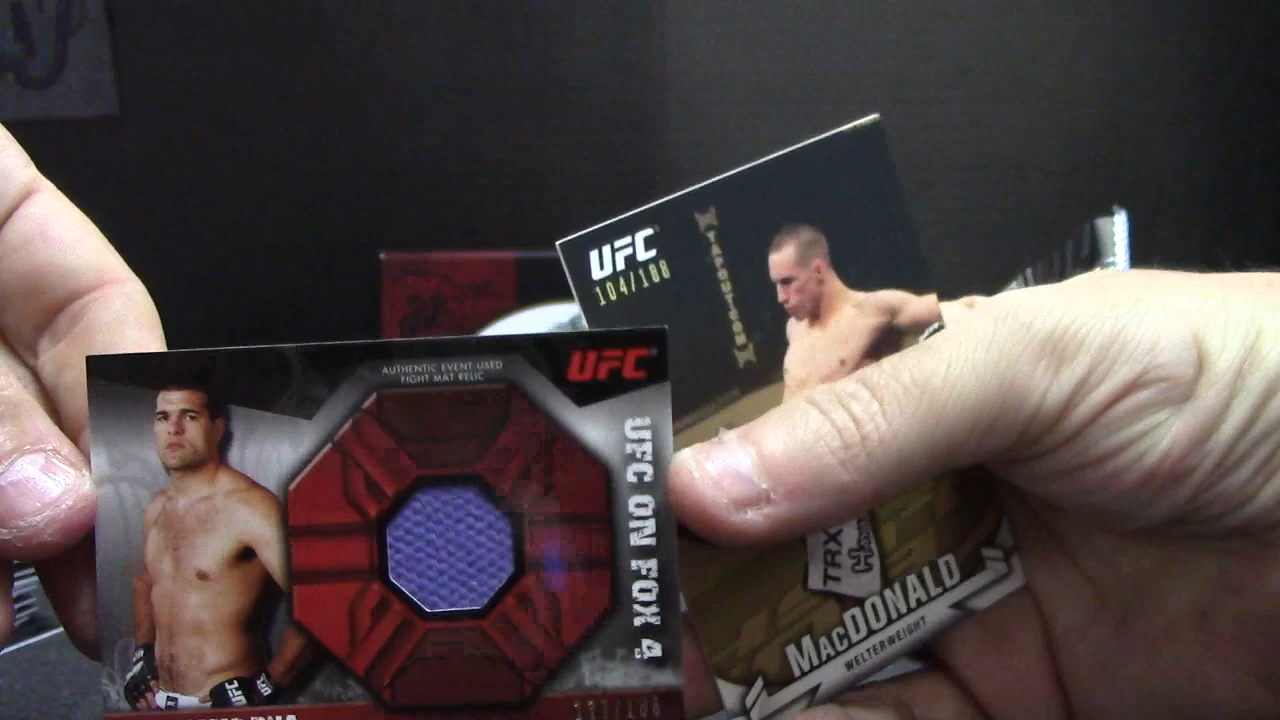 AUTHENTIC EVENT USED
FIGHT MAT RELIC
UFC
UFC ON FOX 4
UFC
UFC
104/188
TRX
MACDONALD
WELTERWEIGHT